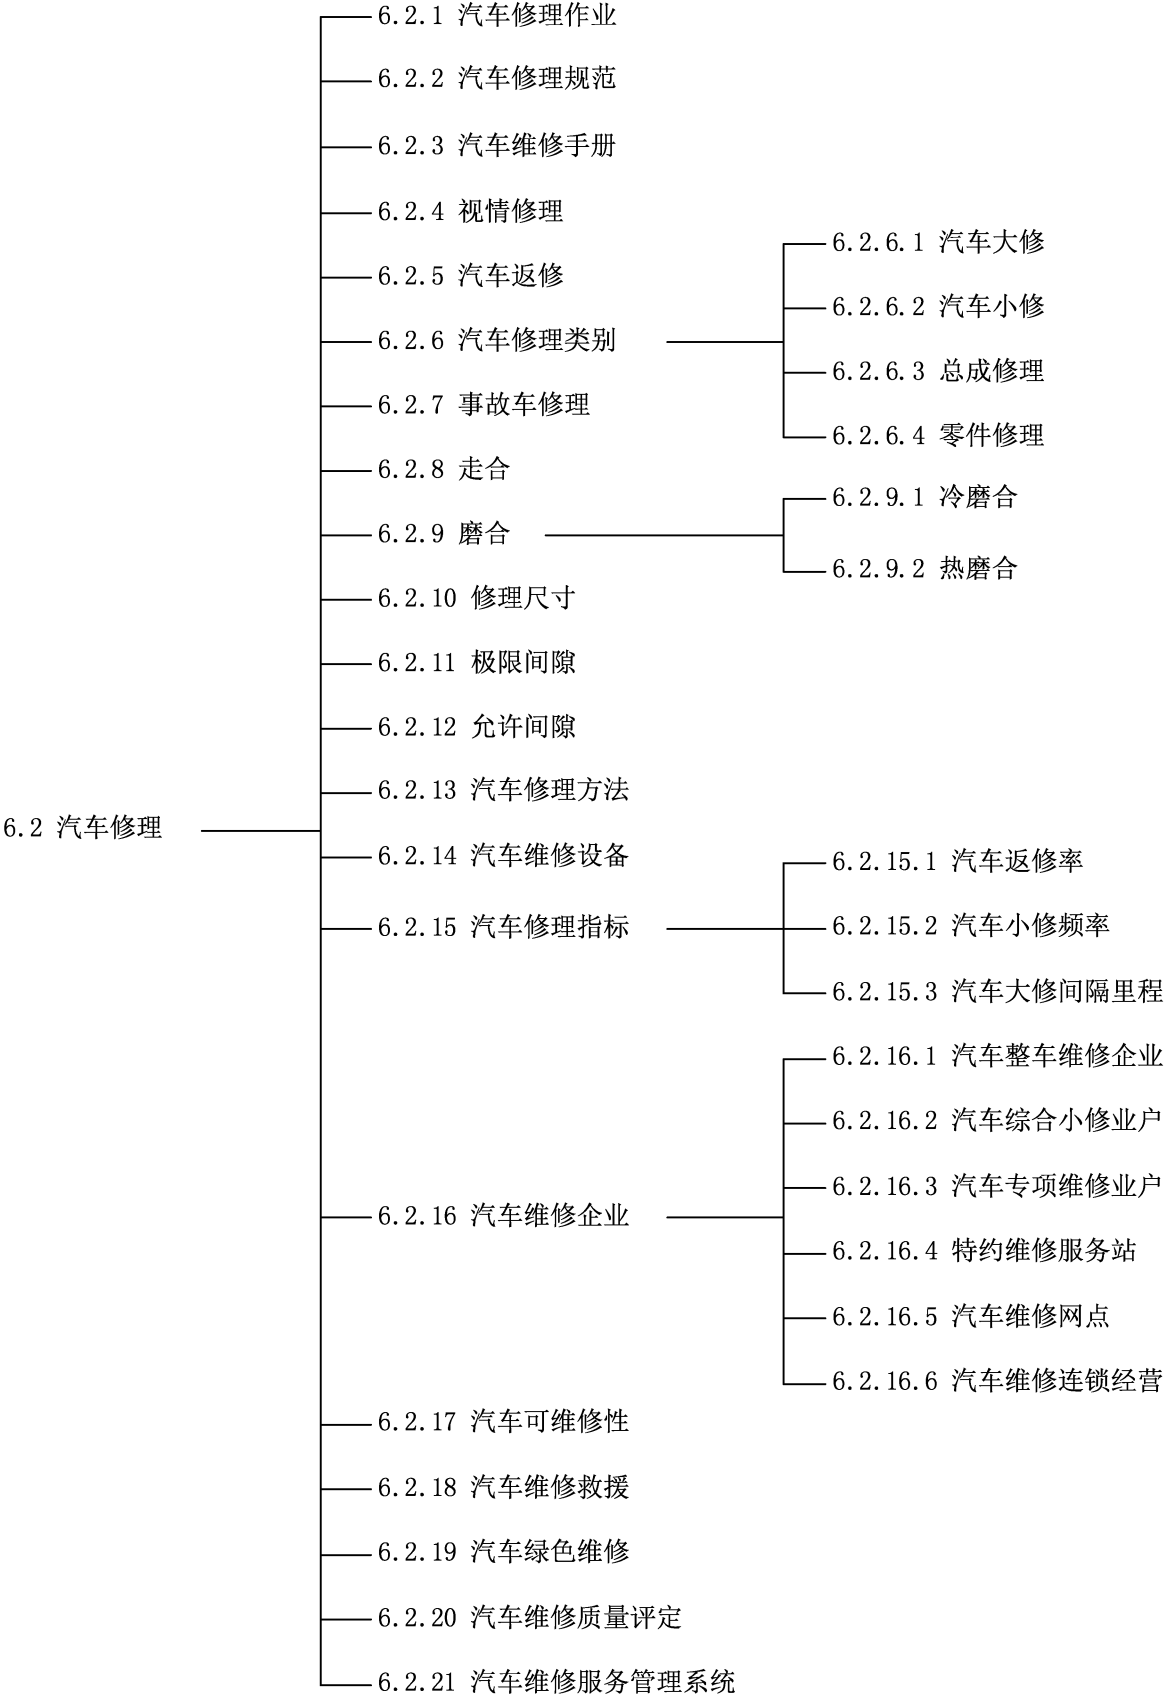 6.2 汽车修理
6.2.1 汽车修理作业
6.2.2 汽车修理规范
6.2.3 汽车维修手册
6.2.4 视情修理
6.2.5 汽车返修
6.2.6 汽车修理类别
6.2.6.1 汽车大修
6.2.6.2 汽车小修
6.2.6.3 总成修理
6.2.6.4 零件修理
6.2.7 事故车修理
6.2.8 走合
6.2.9 磨合
6.2.9.1 冷磨合
6.2.9.2 热磨合
6.2.10 修理尺寸
6.2.11 极限间隙
6.2.12 允许间隙
6.2.13 汽车修理方法
6.2.14 汽车维修设备
6.2.15 汽车修理指标
6.2.15.1 汽车返修率
6.2.15.2 汽车小修频率
6.2.15.3 汽车大修间隔里程
6.2.16 汽车维修企业
6.2.16.1 汽车整车维修企业
6.2.16.2 汽车综合小修业户
6.2.16.3 汽车专项维修业户
6.2.16.4 特约维修服务站
6.2.16.5 汽车维修网点
6.2.16.6 汽车维修连锁经营
6.2.17 汽车可维修性
6.2.18 汽车维修救援
6.2.19 汽车绿色维修
6.2.20 汽车维修质量评定
6.2.21 汽车维修服务管理系统